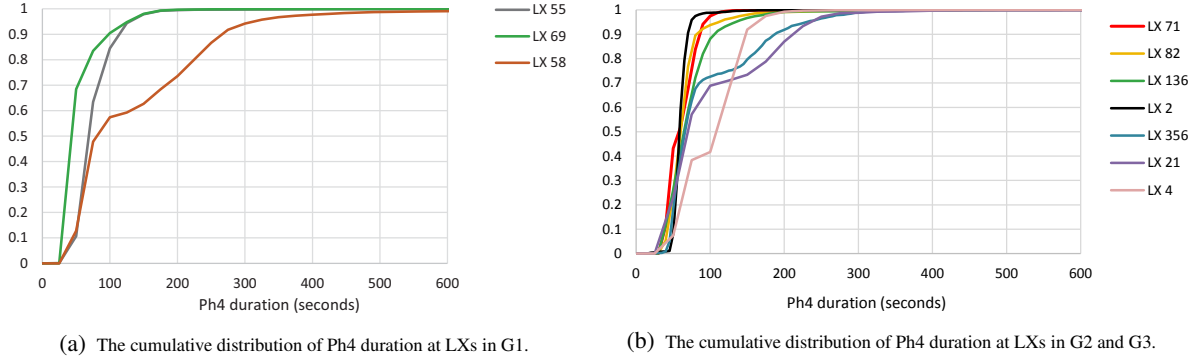 1
0.9
0.8
0.7
0.6
0.5
0.4
0.3
0.2
0.1
0
0 100 200 300 400 500 600
Ph4 duration (seconds)
LX 55
LX 69
LX 58
(a) The cumulative distribution of Ph4 duration at LXs in G1.
1
0.9
0.8
0.7
0.6
0.5
0.4
0.3
0.2
0.1
0
0 100 200 300 400 500 600
Ph4 duration (seconds)
LX 71
LX 82
LX 136
LX 2
LX 356
LX 21
LX 4
(b) The cumulative distribution of Ph4 duration at LXs in G2 and G3.